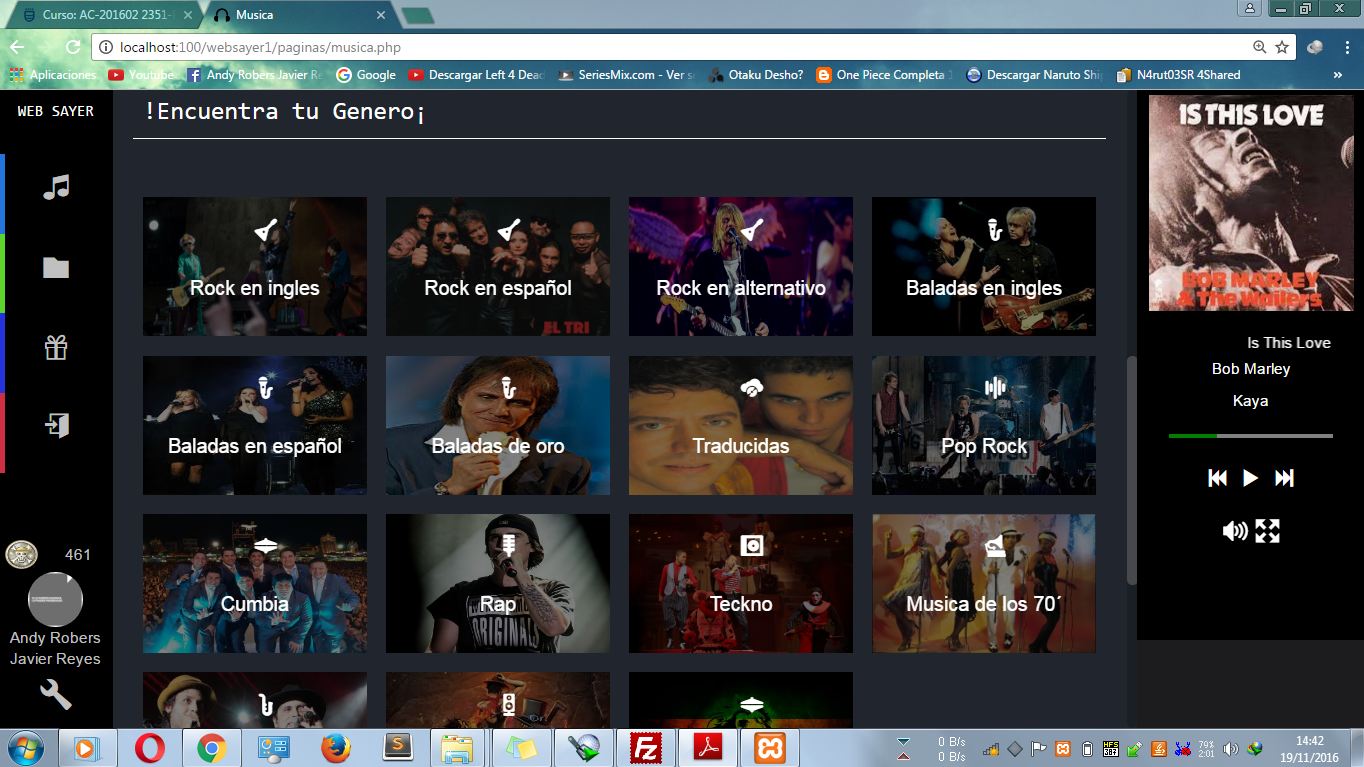 Curso: AC-201602 2351-
Musica
localhost:100/websayer1/paginas/musica.php
Aplicaciones
Youtube
Andy Robers Javier Re
Google
Descargar Left 4 Dead
SeriesMix.com - Ver s
Otaku Desho?
One Piece Completa 1
Descargar Naruto Ship
N4rut03SR 4Shared
»
WEB SAYER
!Encuentra tu Genero¡
Rock en ingles
Rock en español
EL TRI
Rock en alternativo
Baladas en ingles
Baladas en español
Baladas de oro
Traducidas
Pop Rock
Cumbia
Rap
ORIGINALS
Teckno
Musica de los 70´
461
Andy Robers
Javier Reyes
IS THIS LOVE
BOB MARLEY
& The Wailers
Is This Love
Bob Marley
Kaya
0 B/s
0 B/s
79%
2:01
14:42
19/11/2016